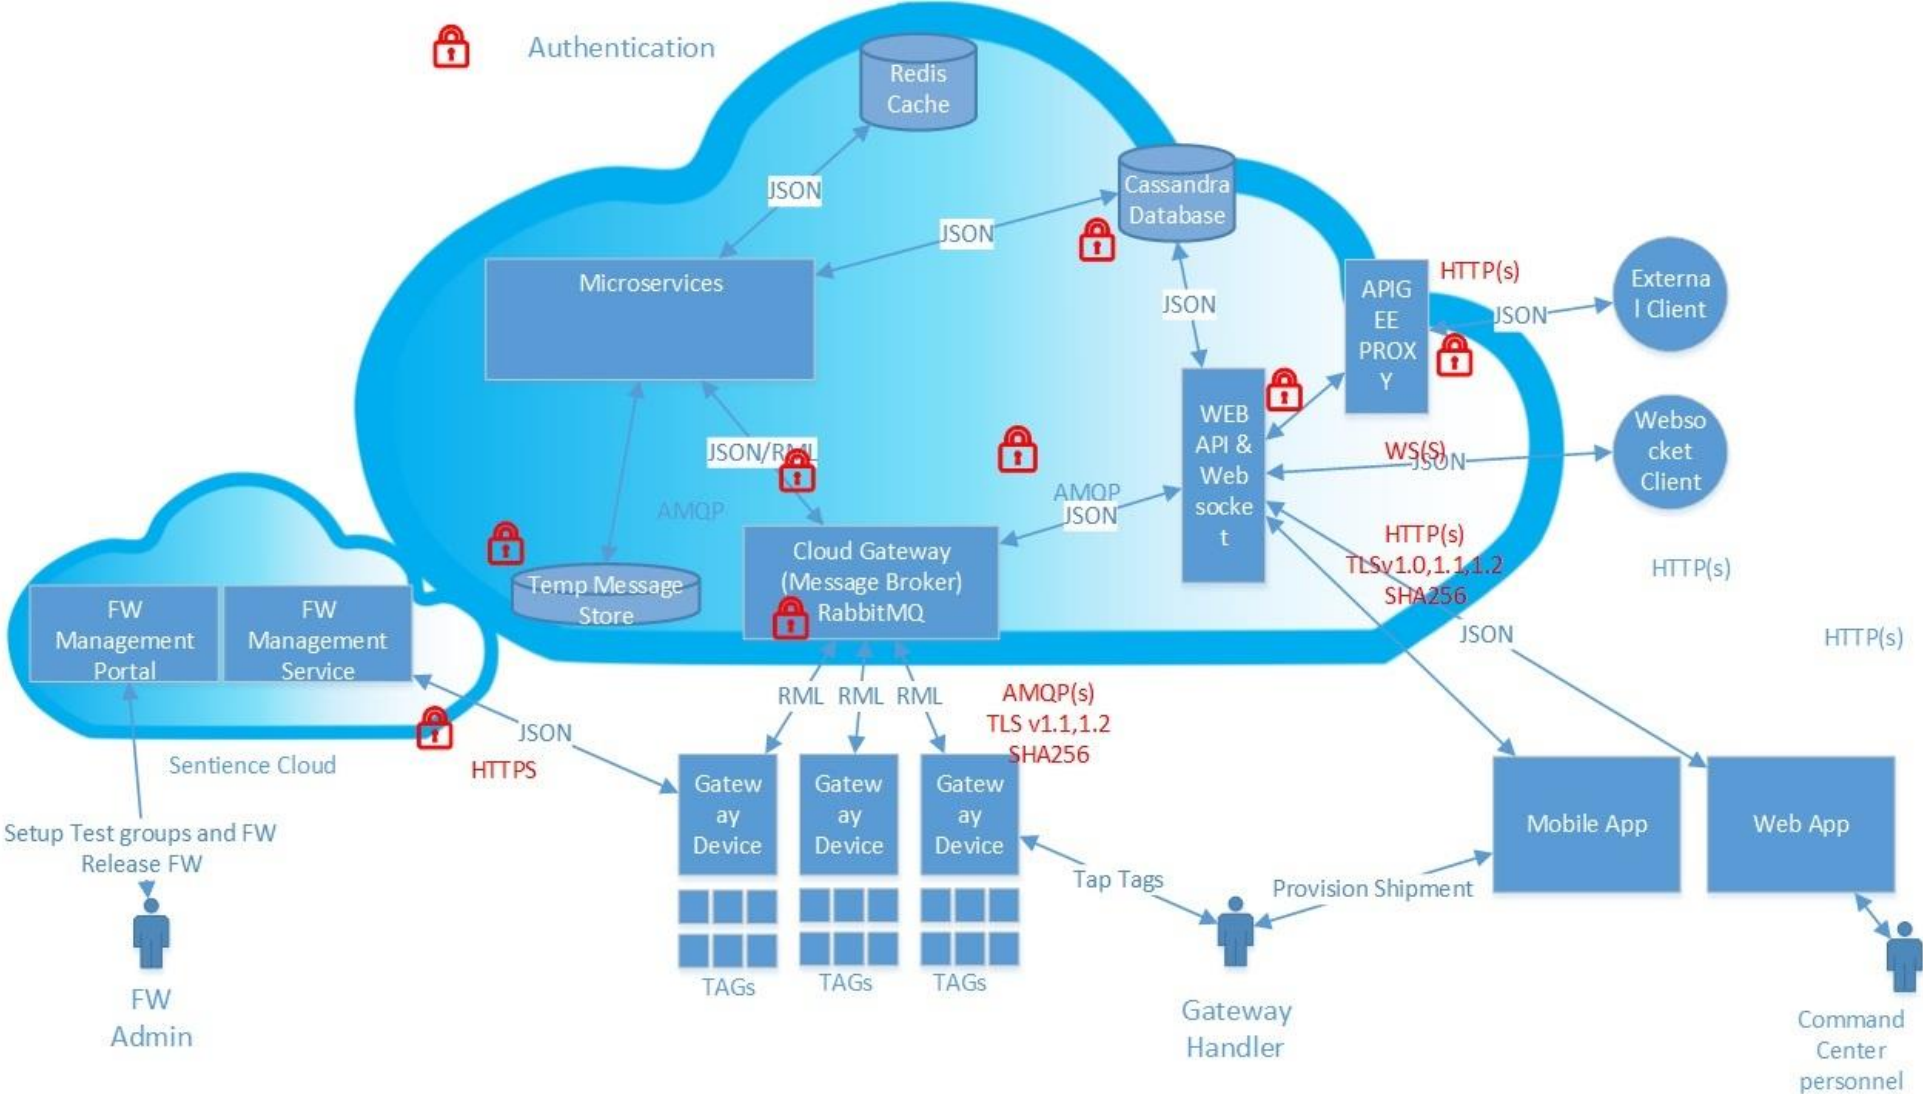 Authentication
Redis
Cache
JSON
Cassandra
Database
JSON
Microservices
JSON
APIG
EE
PROX
Y
HTTP(s)
JSON
Externa
l Client
WEB
API &
Web
socke
t
WS(S)
JSON
Webso
cket
Client
JSON/RML
AMQP
AMQP
JSON
Cloud Gateway
(Message Broker)
RabbitMQ
Temp Message
Store
HTTP(s)
TLSv1.0,1.1,1.2
SHA256
JSON
HTTP(s)
HTTP(s)
FW
Management
Portal
FW
Management
Service
Sentience Cloud
JSON
HTTPS
RML
RML
RML
AMQP(s)
TLS v1.1,1.2
SHA256
Gatew
ay
Device
Gatew
ay
Device
Gatew
ay
Device
TAGs
TAGs
TAGs
Setup Test groups and FW
Release FW
FW
Admin
Tap Tags
Provision Shipment
Gateway
Handler
Mobile App
Web App
Command
Center
personnel